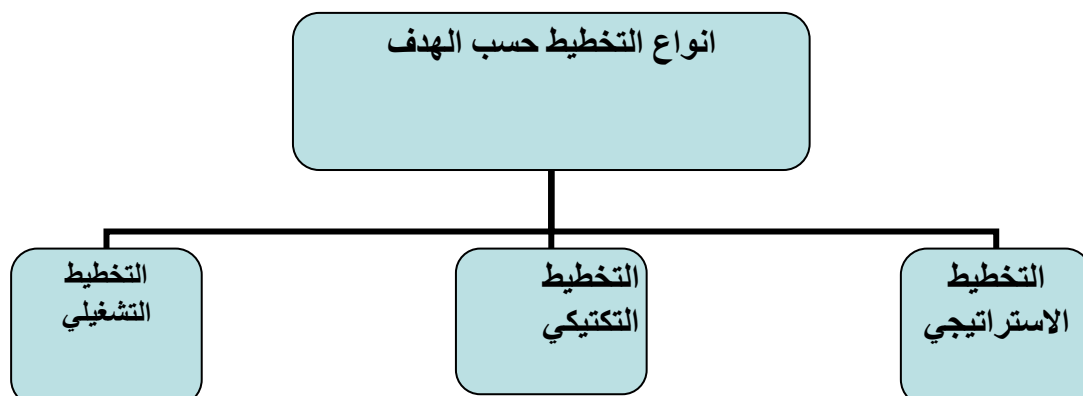 انواع التخطيط حسب الهدف
التخطيط
الاستراتيجي
التخطيط
التكتيكي
التخطيط
التشغيلي